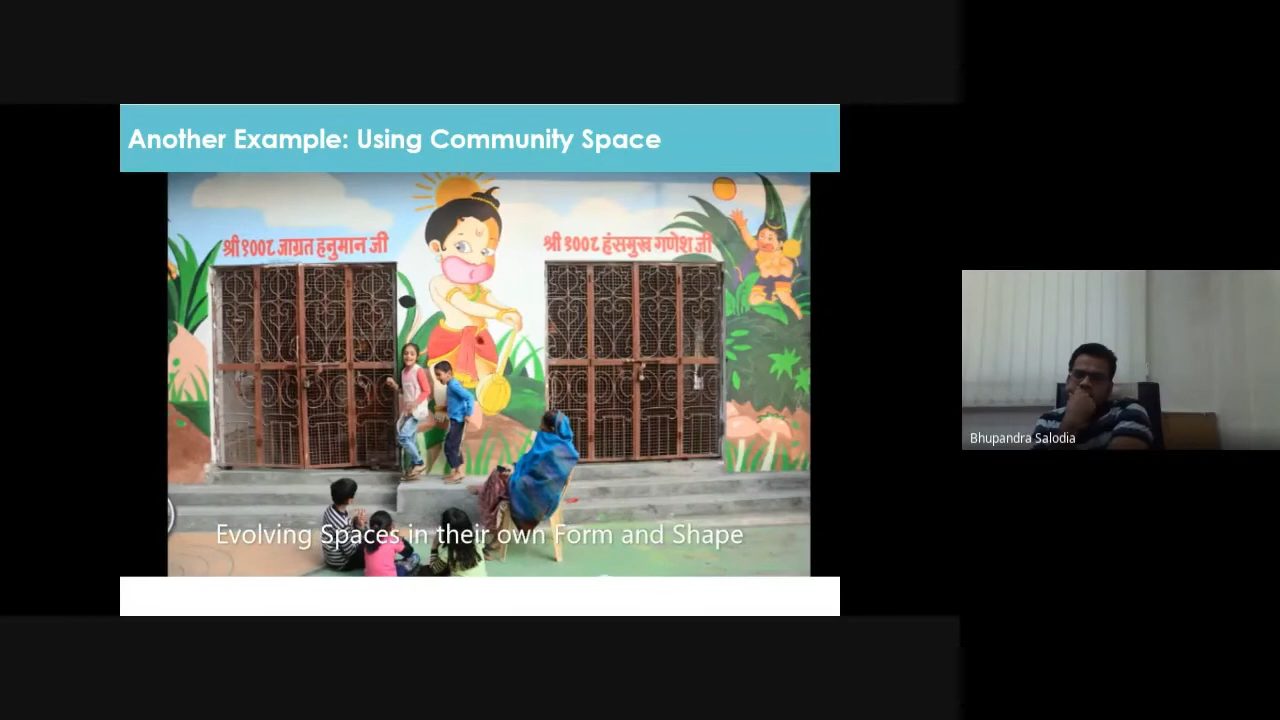 Another Example: Using Community Space
श्री १००८ जाग्रत हनुमान जी
श्री १००८ हंसमुख गणेश जी
Evolving Spaces in their own Form and Shape
Bhupandra Salodia